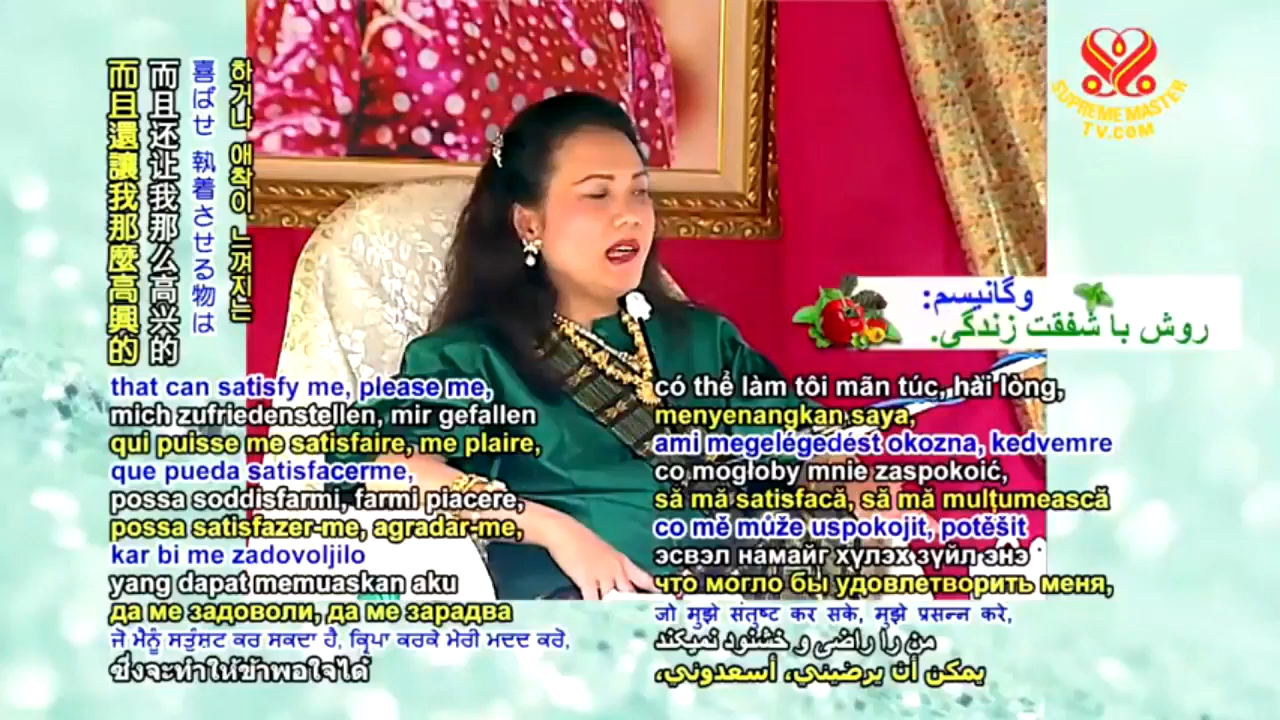 而且還讓我那麼高興的
而且还让我那么高兴的
喜ばせ 執着させる物は
하거나 애착이 느껴지는
SUPREME MASTER
TV.COM
وگانیسم:
روش با شفقت زندگی.
that can satisfy me, please me,
mich zufriedenstellen, mir gefallen
qui puisse me satisfaire, me plaire,
que pueda satisfacerme,
possa soddisfarmi, farmi piacere,
possa satisfazer-me, agradar-me,
kar bi me zadovoljilo
yang dapat memuaskan aku
да ме задоволи, да ме зарадва
ਜੋ ਮੈਨੂੰ ਸਤੁੰਸ਼ਟ ਕਰ ਸਕਦਾ ਹੈ, ਕ੍ਰਿਪਾ ਕਰਕੇ ਮੇਰੀ ਮਦਦ ਕਰੋ,
ซึ่งจะทำให้ข้าพอใจได้
có thể làm tôi mãn túc, hài lòng,
menyenangkan saya,
ami megelégedést okozna, kedvemre
co mogłoby mnie zaspokoić,
să mă satisfacă, să mă mulțumească
co mě může uspokojit, potěšit
эсвэл намайг хүлэх зүйл энэ
что могло бы удовлетворить меня,
जो मुझे संतुष्ट कर सके, मुझे प्रसन्न करे,
من را راضی و خشنود نمیکند
يمكن أن يرضيني، أسعدوني،